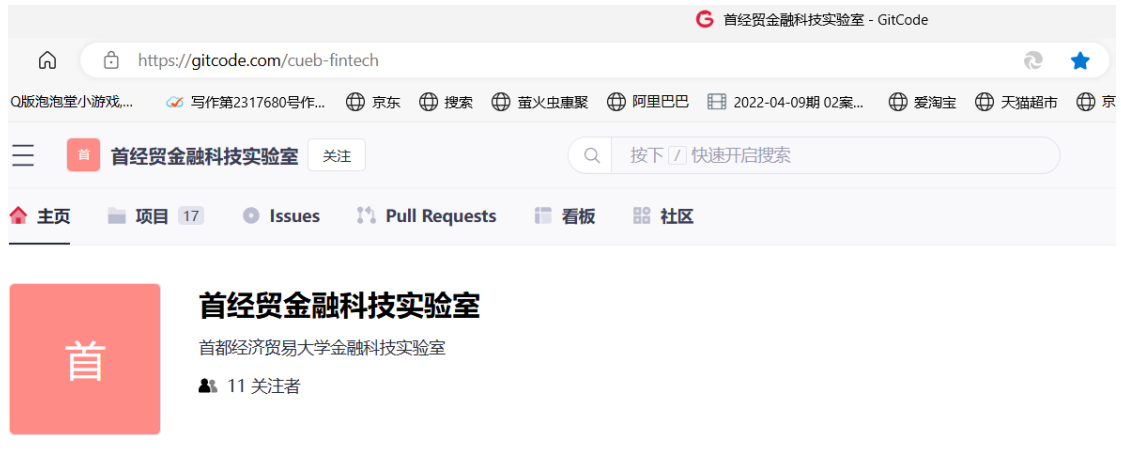 首经贸金融科技实验室 - GitCode
https://gitcode.com/cueb-fintech
Q版泡泡堂小游戏,... 写作第2317680号作... 京东 搜索 萤火虫惠聚 阿里巴巴 2022-04-09期 02案... 爱淘宝 天猫超市 京
首 首经贸金融科技实验室 关注 按下 / 快速开启搜索
主页 项目 17 Issues Pull Requests 看板 社区
首
首经贸金融科技实验室
首都经济贸易大学金融科技实验室
11 关注者